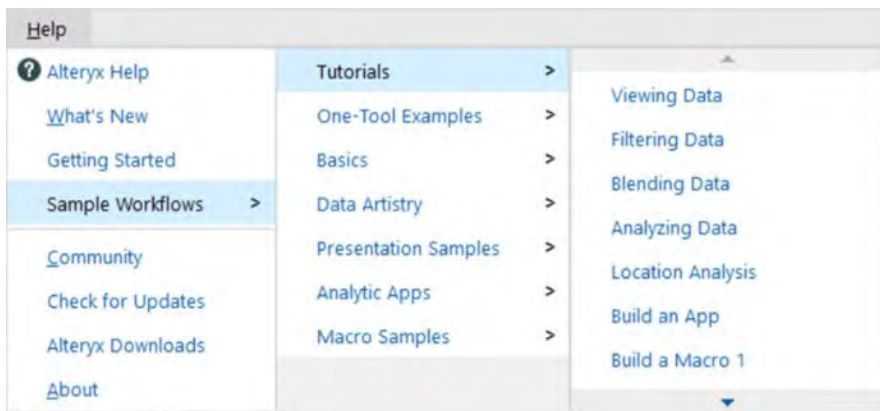 Help
Alteryx Help
What's New
Getting Started
Sample Workflows >
Community
Check for Updates
Alteryx Downloads
About
Tutorials >
One-Tool Examples >
Basics >
Data Artistry >
Presentation Samples >
Analytic Apps >
Macro Samples >
Viewing Data
Filtering Data
Blending Data
Analyzing Data
Location Analysis
Build an App
Build a Macro 1